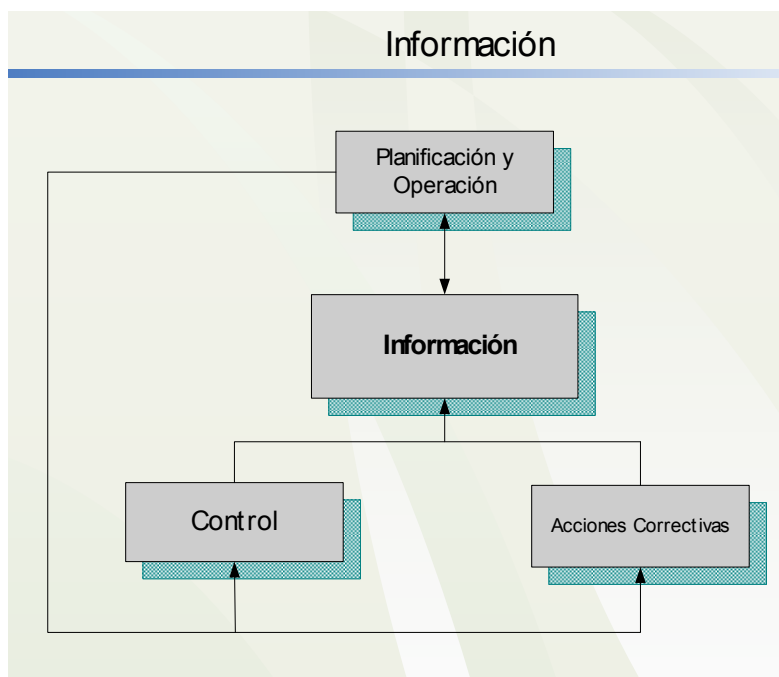 Información
Planificación y
Operación
Información
Control
Acciones Correctivas